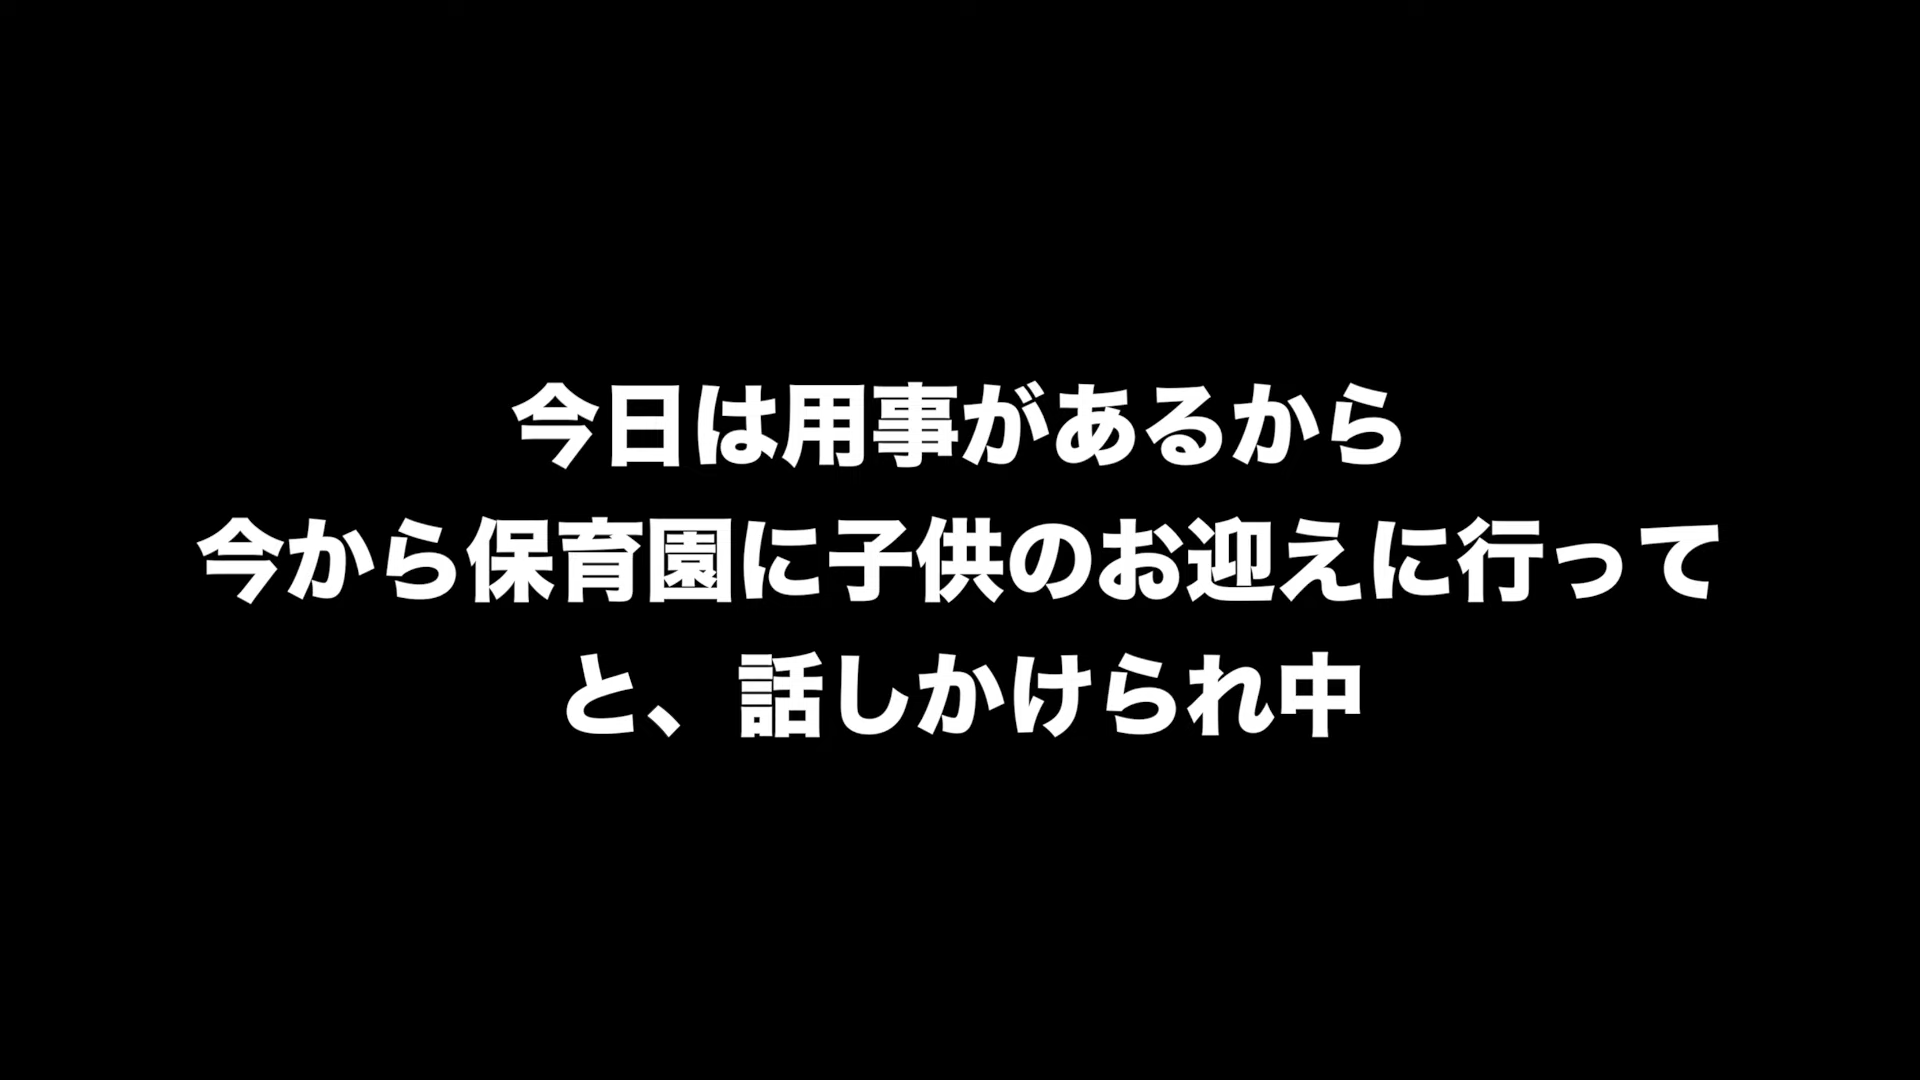 今日は用事があるから
今から保育園に子供のお迎えに行って
と、話しかけられ中